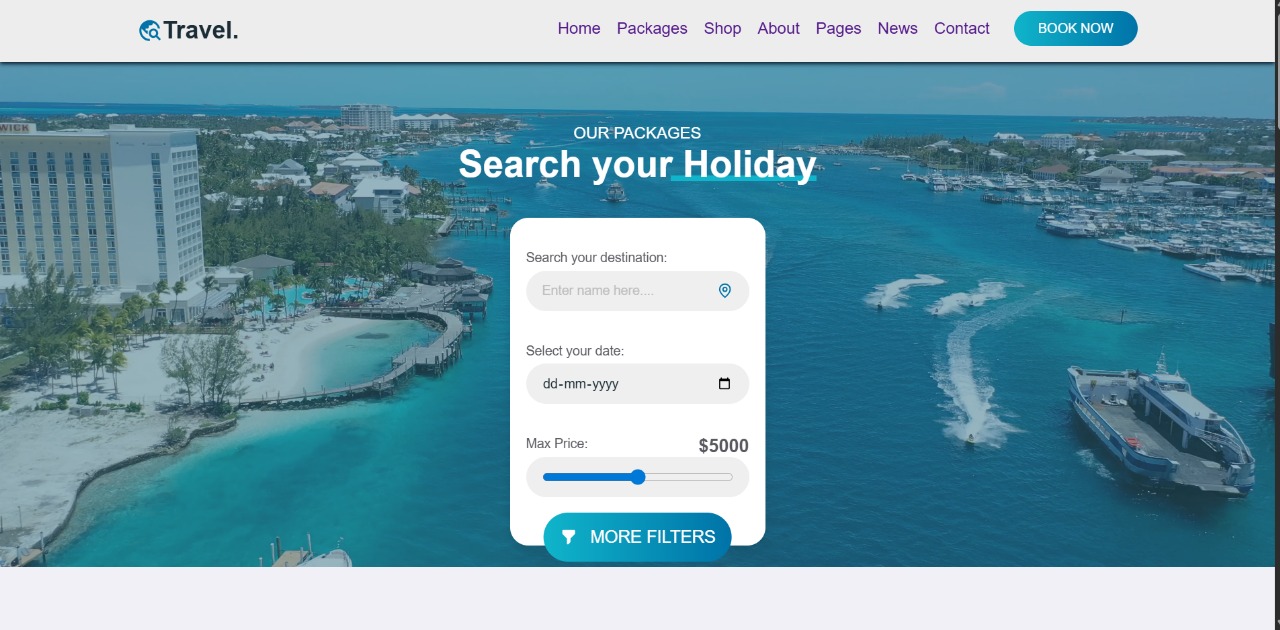 Travel.
Home Packages Shop About Pages News Contact BOOK NOW
WICK
OUR PACKAGES
Search your Holiday
Search your destination:
Enter name here....
Select your date:
dd-mm-yyyy
Max Price: $5000
MORE FILTERS